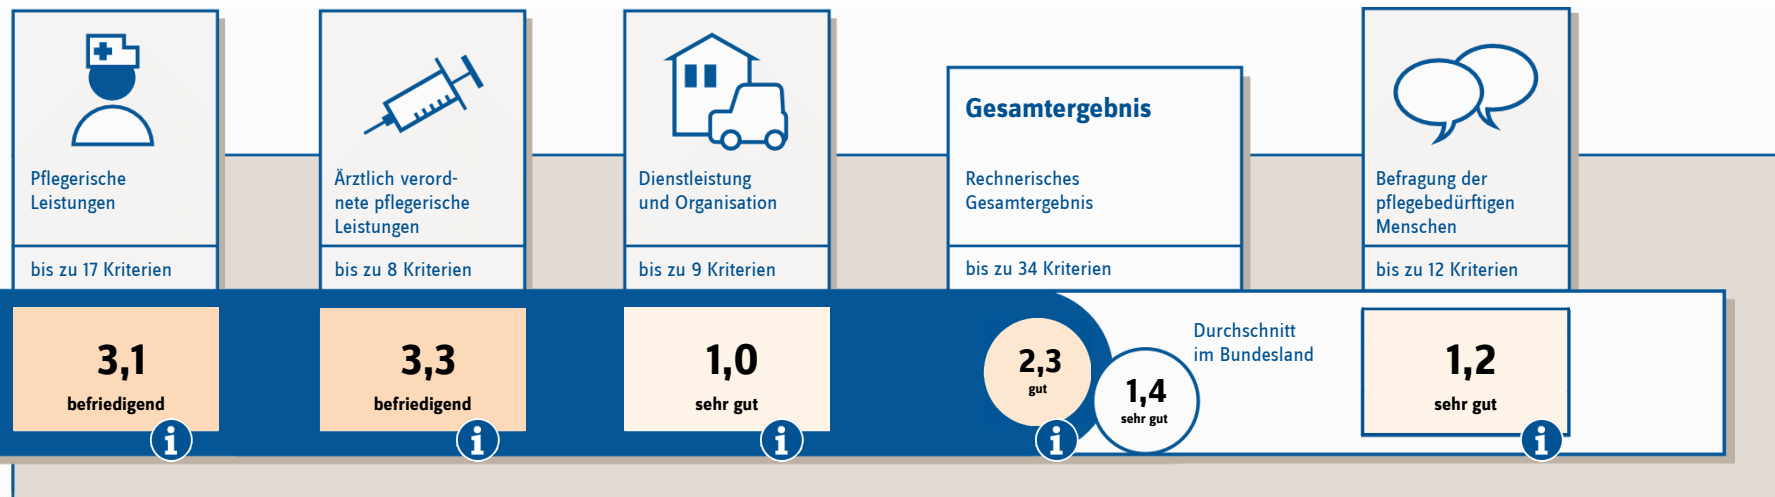 Pflegerische
Leistungen
bis zu 17 Kriterien
3,1
befriedigend
i
Ärztlich verord-
nete pflegerische
Leistungen
bis zu 8 Kriterien
3,3
befriedigend
i
Dienstleistung
und Organisation
bis zu 9 Kriterien
1,0
sehr gut
i
Gesamtergebnis
Rechnerisches
Gesamtergebnis
bis zu 34 Kriterien
2,3
gut
i
Durchschnitt
im Bundesland
1,4
sehr gut
Befragung der
pflegebedürftigen
Menschen
bis zu 12 Kriterien
1,2
sehr gut
i